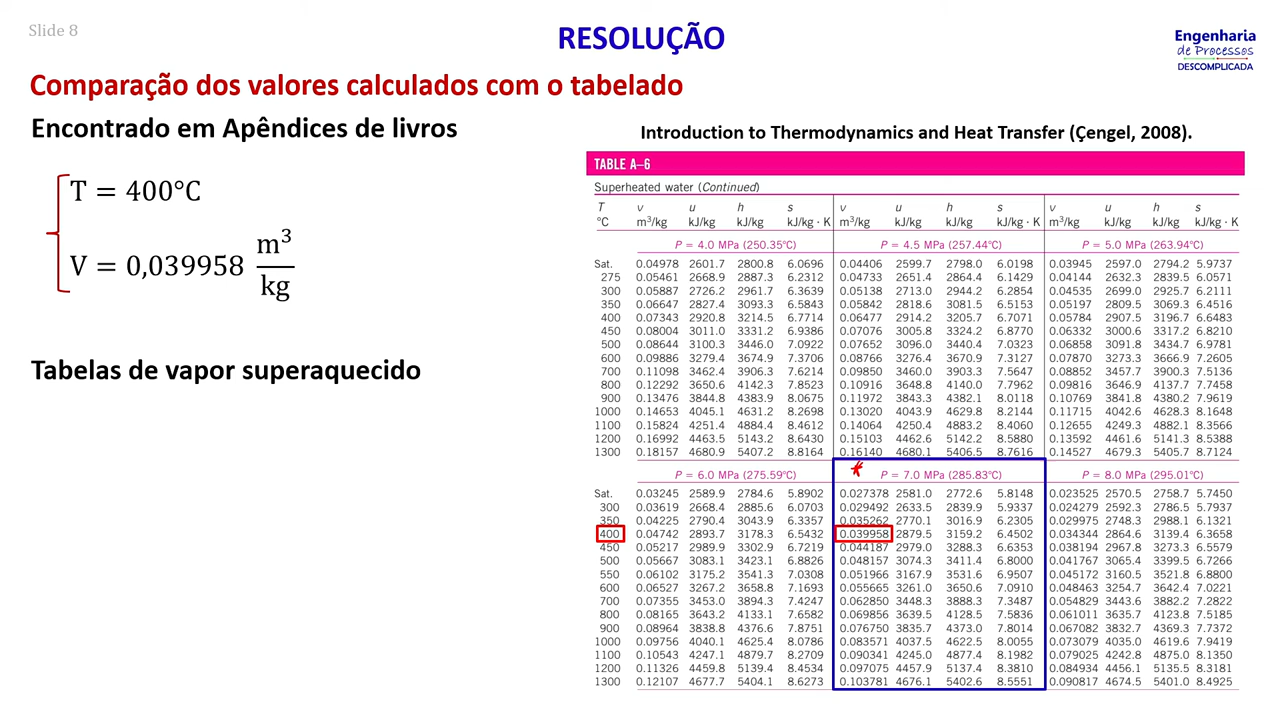 Slide 8
RESOLUÇÃO
Engenharia
de Processos
DESCOMPLICADA
Comparação dos valores calculados com o tabelado
Encontrado em Apêndices de livros
T = 400°C
V = 0,039958 m³/kg
Tabelas de vapor superaquecido
Introduction to Thermodynamics and Heat Transfer (Çengel, 2008).
TABLE A–6
Superheated water (Continued)
T v u h s v u h s v u h s
°C m³/kg kJ/kg kJ/kg kJ/kg · K m³/kg kJ/kg kJ/kg kJ/kg · K m³/kg kJ/kg kJ/kg kJ/kg · K
P = 4.0 MPa (250.35°C) P = 4.5 MPa (257.44°C) P = 5.0 MPa (263.94°C)
Sat. 0.04978 2601.7 2800.8 6.0696 0.04406 2599.7 2798.0 6.0198 0.03945 2597.0 2794.2 5.9737
275 0.05461 2668.9 2887.3 6.2312 0.04733 2651.4 2864.4 6.1429 0.04144 2632.3 2839.5 6.0571
300 0.05887 2726.2 2961.7 6.3639 0.05138 2713.0 2944.2 6.2854 0.04535 2699.0 2925.7 6.2111
350 0.06647 2827.4 3093.3 6.5843 0.05842 2818.6 3081.5 6.5153 0.05197 2809.5 3069.3 6.4516
400 0.07343 2920.8 3214.5 6.7714 0.06477 2914.2 3205.7 6.7071 0.05784 2907.5 3196.7 6.6483
450 0.08004 3011.0 3331.2 6.9386 0.07076 3005.8 3324.2 6.8770 0.06332 3000.6 3317.2 6.8210
500 0.08644 3100.3 3446.0 7.0922 0.07652 3096.0 3440.4 7.0323 0.06858 3091.8 3434.7 6.9781
600 0.09886 3279.4 3674.9 7.3706 0.08766 3276.4 3670.9 7.3127 0.07870 3273.3 3666.9 7.2605
700 0.11098 3462.4 3906.3 7.6214 0.09850 3460.0 3903.3 7.5647 0.08852 3457.7 3900.3 7.5136
800 0.12292 3650.6 4142.3 7.8523 0.10916 3648.8 4140.0 7.7962 0.09816 3646.9 4137.7 7.7458
900 0.13476 3844.8 4383.9 8.0675 0.11972 3843.3 4382.1 8.0118 0.10769 3841.8 4380.2 7.9619
1000 0.14653 4045.1 4631.2 8.2698 0.13020 4043.9 4629.8 8.2144 0.11715 4042.6 4628.3 8.1648
1100 0.15824 4251.4 4884.4 8.4612 0.14064 4250.4 4883.2 8.4060 0.12655 4249.3 4882.1 8.3566
1200 0.16992 4463.5 5143.2 8.6430 0.15103 4462.6 5142.2 8.5880 0.13592 4461.6 5141.3 8.5388
1300 0.18157 4680.9 5407.2 8.8164 0.16140 4680.1 5406.5 8.7616 0.14527 4679.3 5405.7 8.7124
P = 6.0 MPa (275.59°C) P = 7.0 MPa (285.83°C) P = 8.0 MPa (295.01°C)
Sat. 0.03245 2589.9 2784.6 5.8902 0.027378 2581.0 2772.6 5.8148 0.023525 2570.5 2758.7 5.7450
300 0.03619 2668.4 2885.6 6.0703 0.029492 2633.5 2839.9 5.9337 0.024279 2592.3 2786.5 5.7937
350 0.04225 2790.4 3043.9 6.3357 0.035262 2770.1 3016.9 6.2305 0.029975 2748.3 2988.1 6.1321
400 0.04742 2893.7 3178.3 6.5432 0.039958 2879.5 3159.2 6.4502 0.034344 2864.6 3139.4 6.3658
450 0.05217 2989.9 3302.9 6.7219 0.044187 2979.0 3288.3 6.6353 0.038194 2967.8 3273.3 6.5579
500 0.05667 3083.1 3423.1 6.8826 0.048157 3074.3 3411.4 6.8000 0.041767 3065.4 3399.5 6.7266
550 0.06102 3175.2 3541.3 7.0308 0.051966 3167.9 3531.6 6.9507 0.045172 3160.5 3521.8 6.8800
600 0.06527 3267.2 3658.8 7.1693 0.055665 3261.0 3650.6 7.0910 0.048463 3254.7 3642.4 7.0221
700 0.07355 3453.0 3894.3 7.4247 0.062850 3448.3 3888.3 7.3487 0.054829 3443.6 3882.2 7.2822
800 0.08165 3643.2 4133.1 7.6582 0.069856 3639.5 4128.5 7.5836 0.061011 3635.7 4123.8 7.5185
900 0.08964 3838.8 4376.6 7.8751 0.076750 3835.7 4373.0 7.8014 0.067082 3832.7 4369.3 7.7372
1000 0.09756 4040.1 4625.4 8.0786 0.083571 4037.5 4622.5 8.0055 0.073079 4035.0 4619.6 7.9419
1100 0.10543 4247.1 4879.7 8.2709 0.090341 4245.0 4877.4 8.1982 0.079025 4242.8 4875.0 8.1350
1200 0.11326 4459.8 5139.4 8.4534 0.097075 4457.9 5137.4 8.3810 0.084934 4456.1 5135.5 8.3181
1300 0.12107 4677.7 5404.1 8.6273 0.103781 4676.1 5402.6 8.5551 0.090817 4674.5 5401.0 8.4925